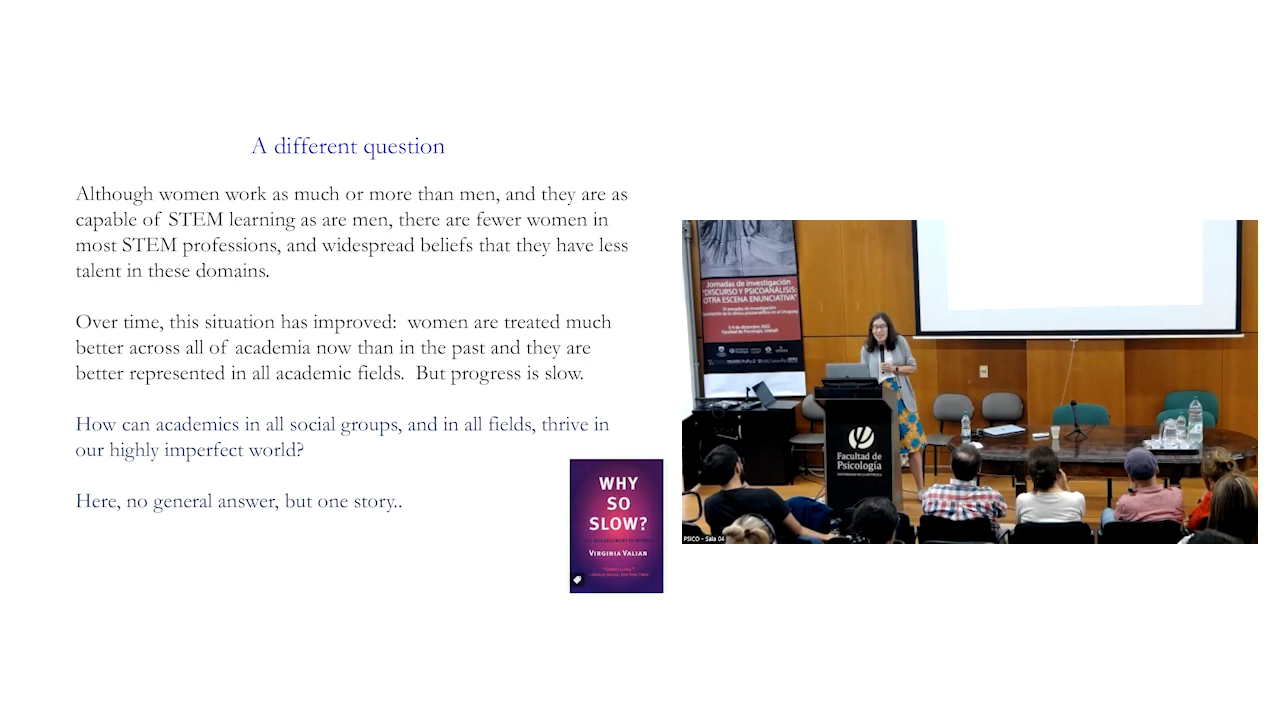 A different question
Although women work as much or more than men, and they are as
capable of STEM learning as are men, there are fewer women in
most STEM professions, and widespread beliefs that they have less
talent in these domains.
Over time, this situation has improved:  women are treated much
better across all of academia now than in the past and they are
better represented in all academic fields.  But progress is slow.
How can academics in all social groups, and in all fields, thrive in
our highly imperfect world?
Here, no general answer, but one story..
WHY
SO
SLOW?
VIRGINIA VALIAN
Jornadas de investigación
"DISCURSO Y PSICOANÁLISIS:
OTRA ESCENA ENUNCIATIVA"
Facultad de
Psicología
UNIVERSIDAD DE LA REPÚBLICA
PSICO - Sala 04